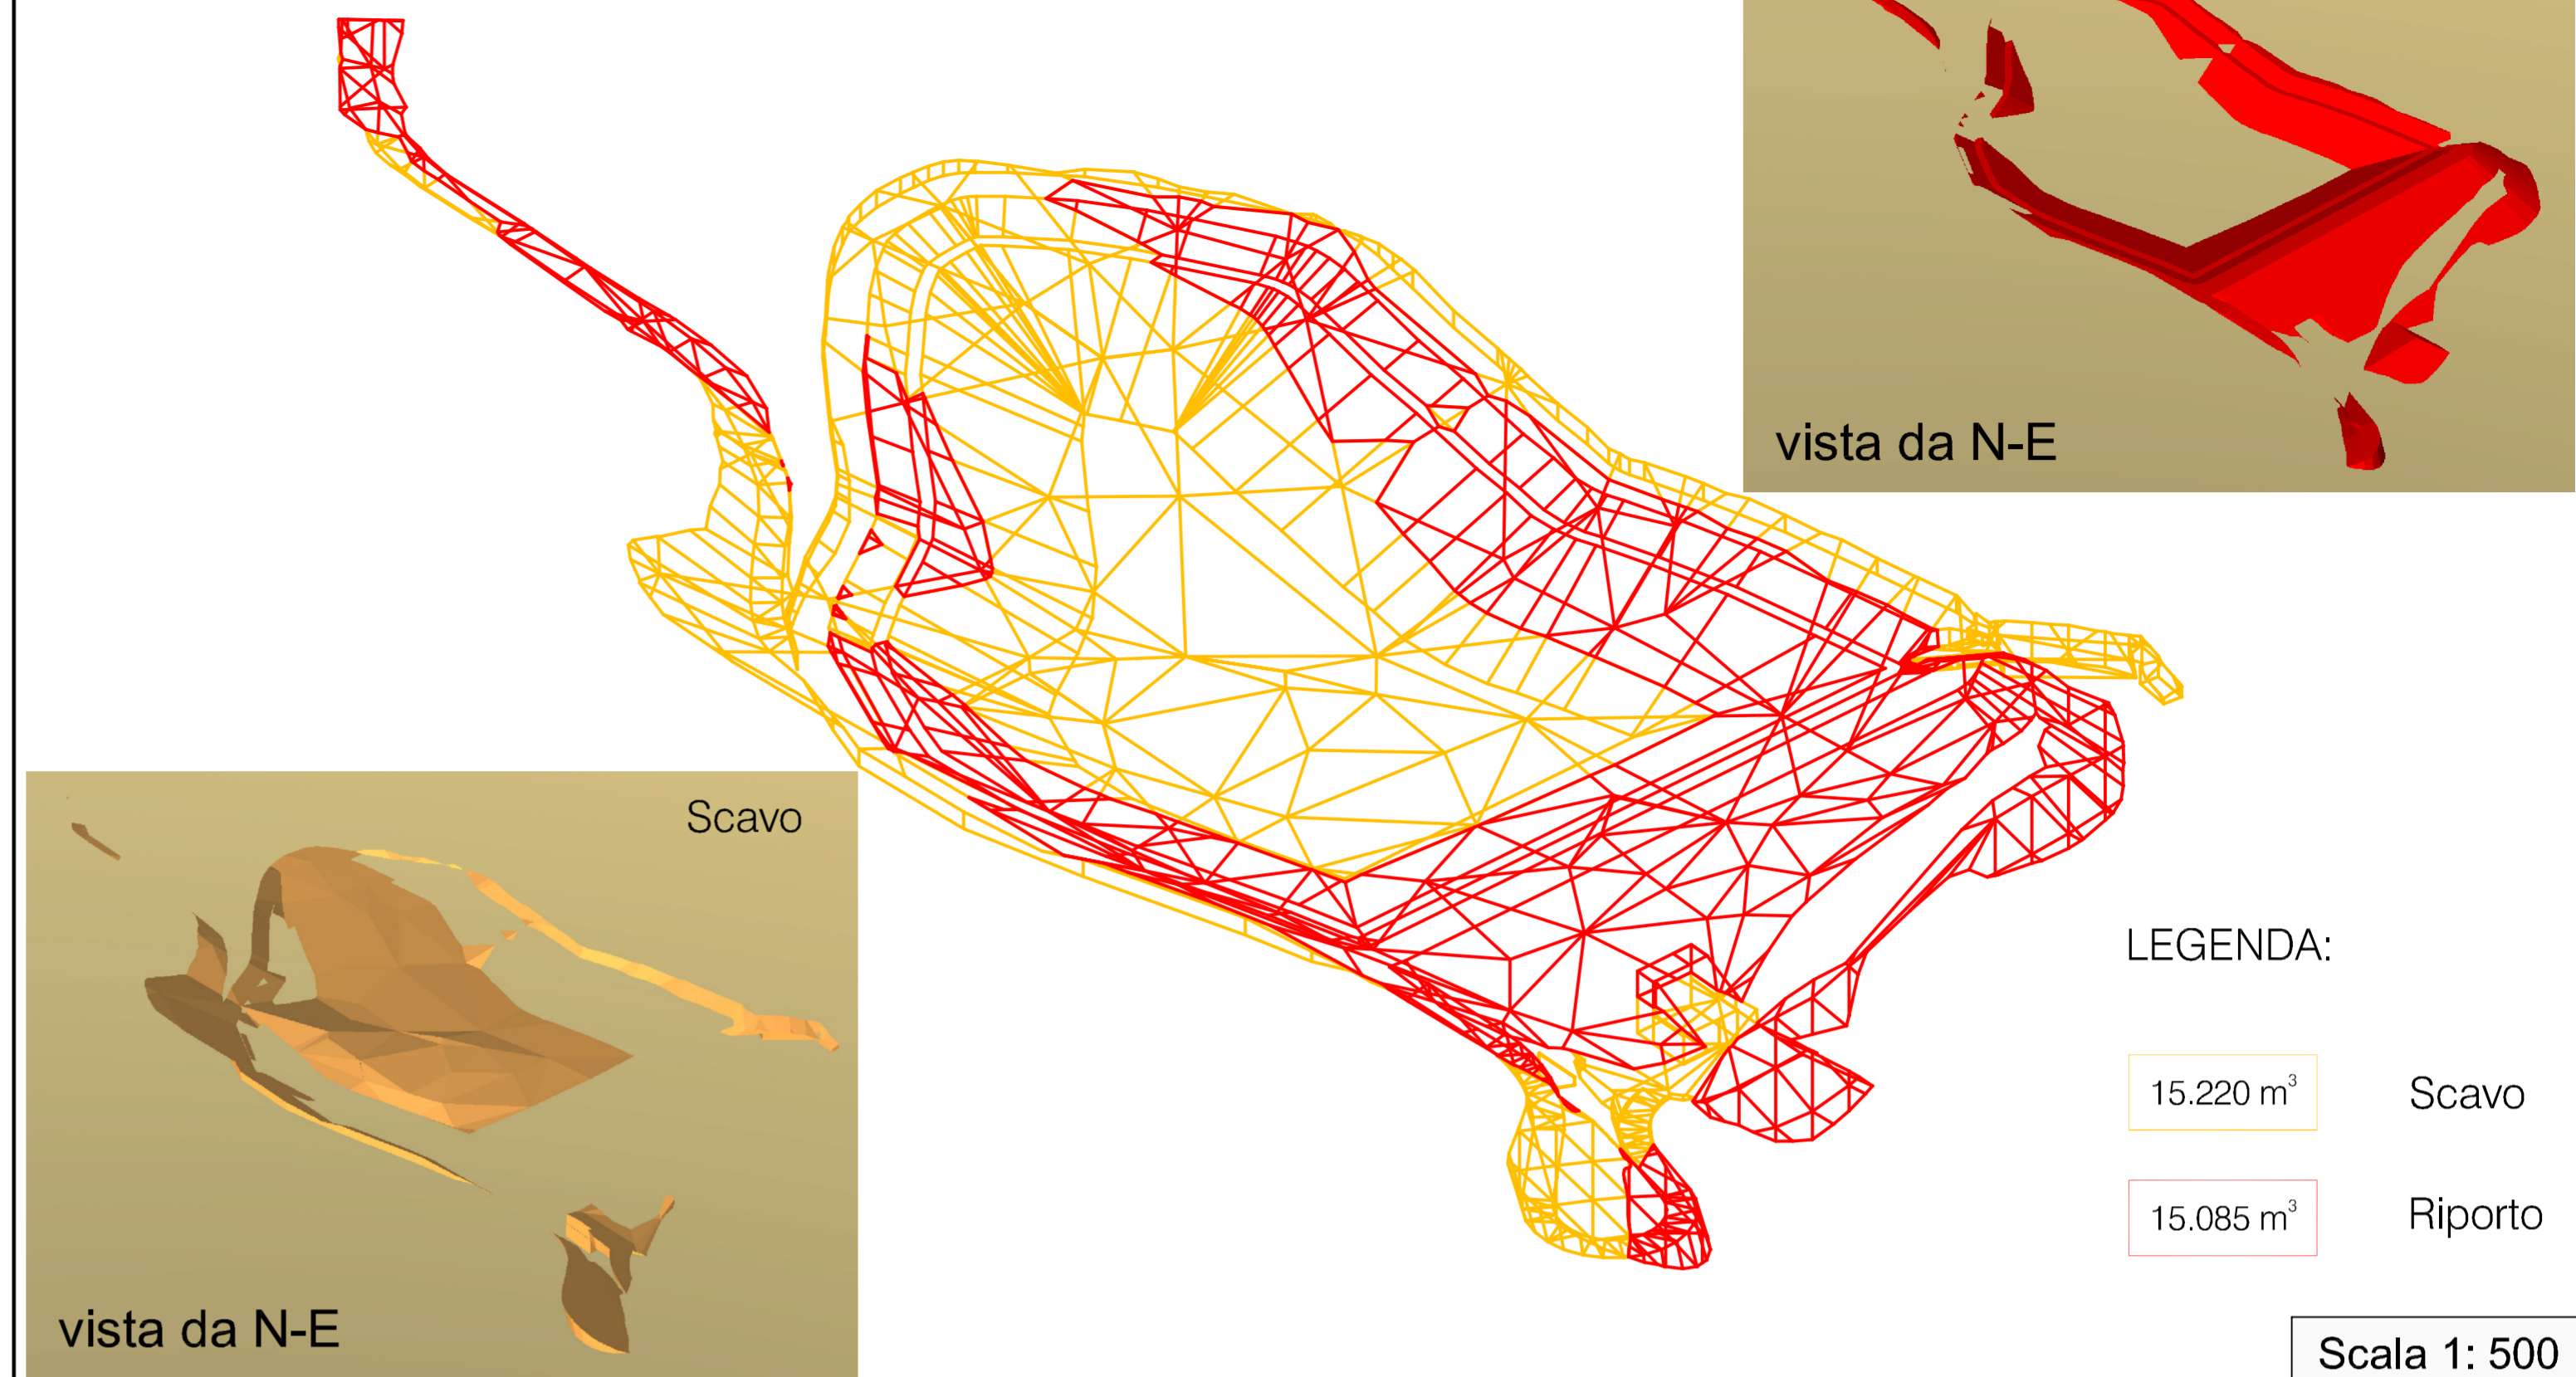 vista da N-E
Scavo
vista da N-E
LEGENDA:
15.220 m³ Scavo
15.085 m³ Riporto
Scala 1: 500